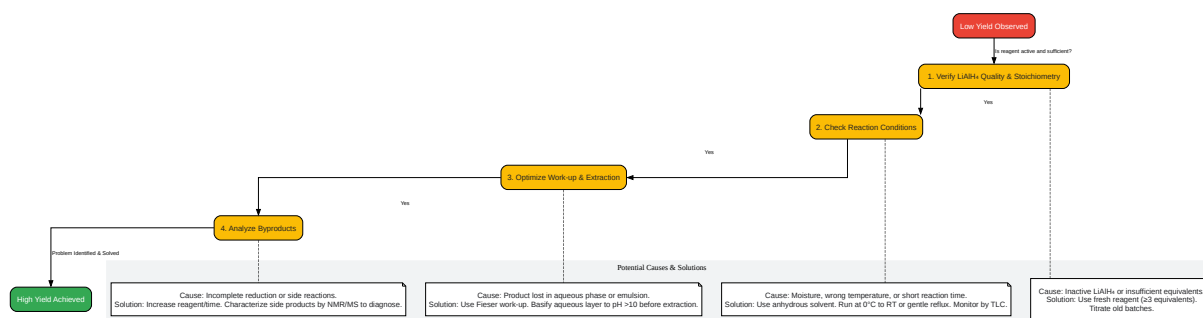 Low Yield Observed
Is reagent active and sufficient?
1. Verify LiAlH₄ Quality & Stoichiometry
Yes
2. Check Reaction Conditions
Yes
3. Optimize Work-up & Extraction
Yes
4. Analyze Byproducts
Problem Identified & Solved
High Yield Achieved
Potential Causes & Solutions
Cause: Incomplete reduction or side reactions.
Solution: Increase reagent/time. Characterize side products by NMR/MS to diagnose.
Cause: Product lost in aqueous phase or emulsion.
Solution: Use Fieser work-up. Basify aqueous layer to pH >10 before extraction.
Cause: Moisture, wrong temperature, or short reaction time.
Solution: Use anhydrous solvent. Run at 0°C to RT or gentle reflux. Monitor by TLC.
Cause: Inactive LiAlH₄ or insufficient equivalents
Solution: Use fresh reagent (≥3 equivalents).
Titrate old batches.